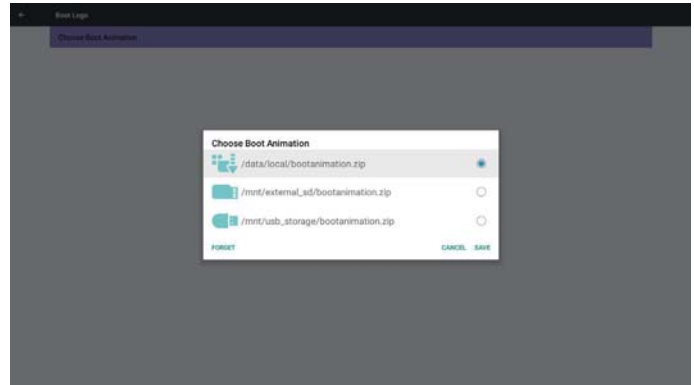 Boot Logo
Choose Boot Animation
Choose Boot Animation
/data/local/bootanimation.zip
/mnt/external_sd/bootanimation.zip
/mnt/usb_storage/bootanimation.zip
FORGET CANCEL SAVE